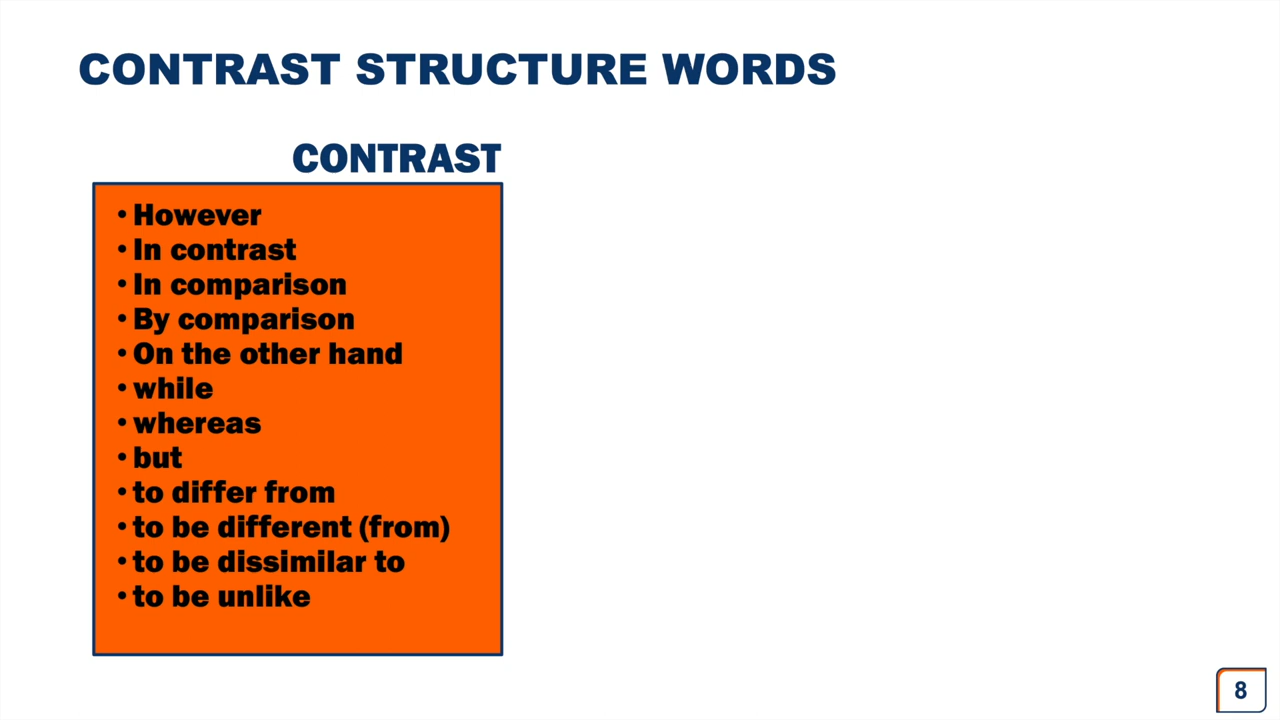 CONTRAST STRUCTURE WORDS
CONTRAST
• However
• In contrast
• In comparison
• By comparison
• On the other hand
• while
• whereas
• but
• to differ from
• to be different (from)
• to be dissimilar to
• to be unlike
8